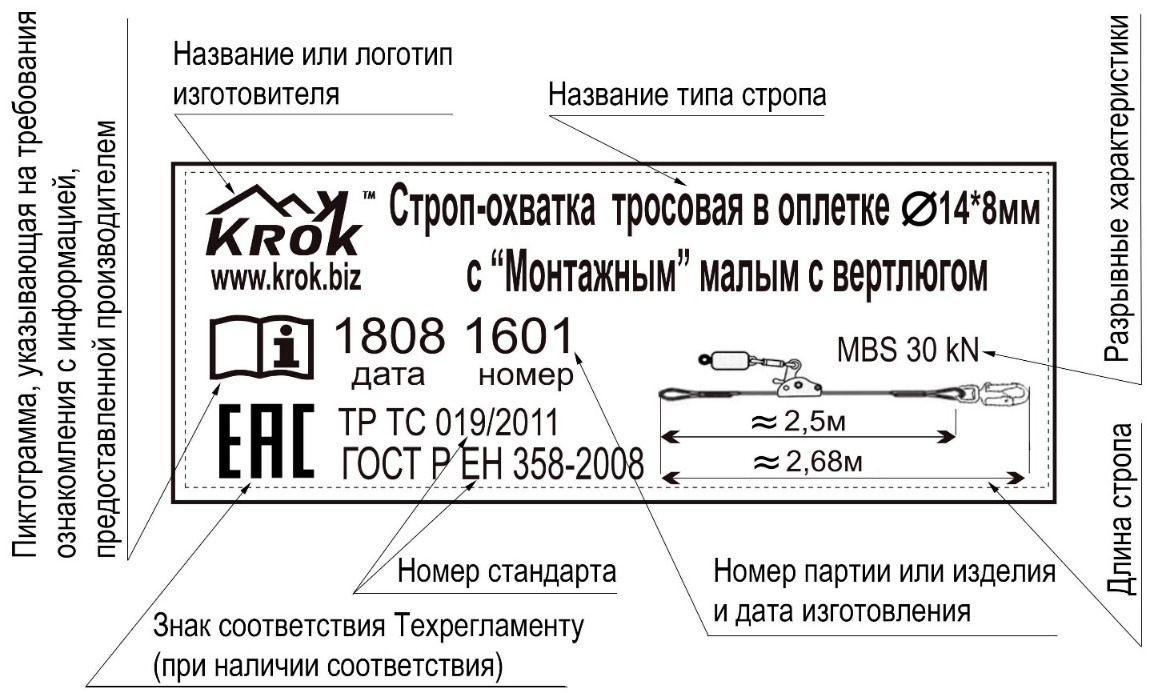 Пиктограмма, указывающая на требования
ознакомления с информацией,
предоставленной производителем
Название или логотип
изготовителя
Название типа стропа
Разрывные характеристики
KROK ™
www.krok.biz
Строп-охватка тросовая в оплетке Ø14*8мм
с “Монтажным” малым с вертлюгом
i
1808 1601
дата номер
MBS 30 kN
EAC
ТР ТС 019/2011
ГОСТ Р ЕН 358-2008
≈ 2,5м
≈ 2,68м
Длина стропа
Номер стандарта
Номер партии или изделия
и дата изготовления
Знак соответствия Техрегламенту
(при наличии соответствия)